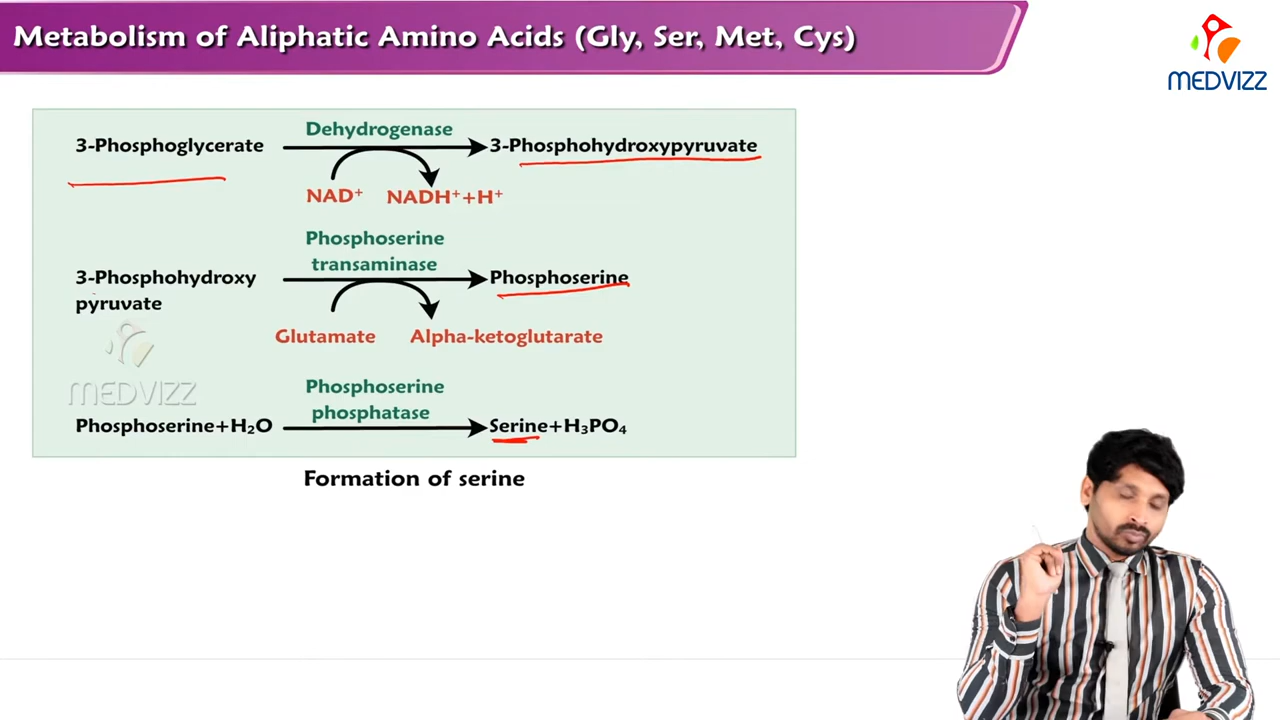 Metabolism of Aliphatic Amino Acids (Gly, Ser, Met, Cys)
MEDVIZZ
3-Phosphoglycerate
Dehydrogenase
3-Phosphohydroxypyruvate
NAD⁺
NADH⁺+H⁺
3-Phosphohydroxy
pyruvate
Phosphoserine
transaminase
Phosphoserine
Glutamate
Alpha-ketoglutarate
MEDVIZZ
Phosphoserine+H₂O
Phosphoserine
phosphatase
Serine+H₃PO₄
Formation of serine